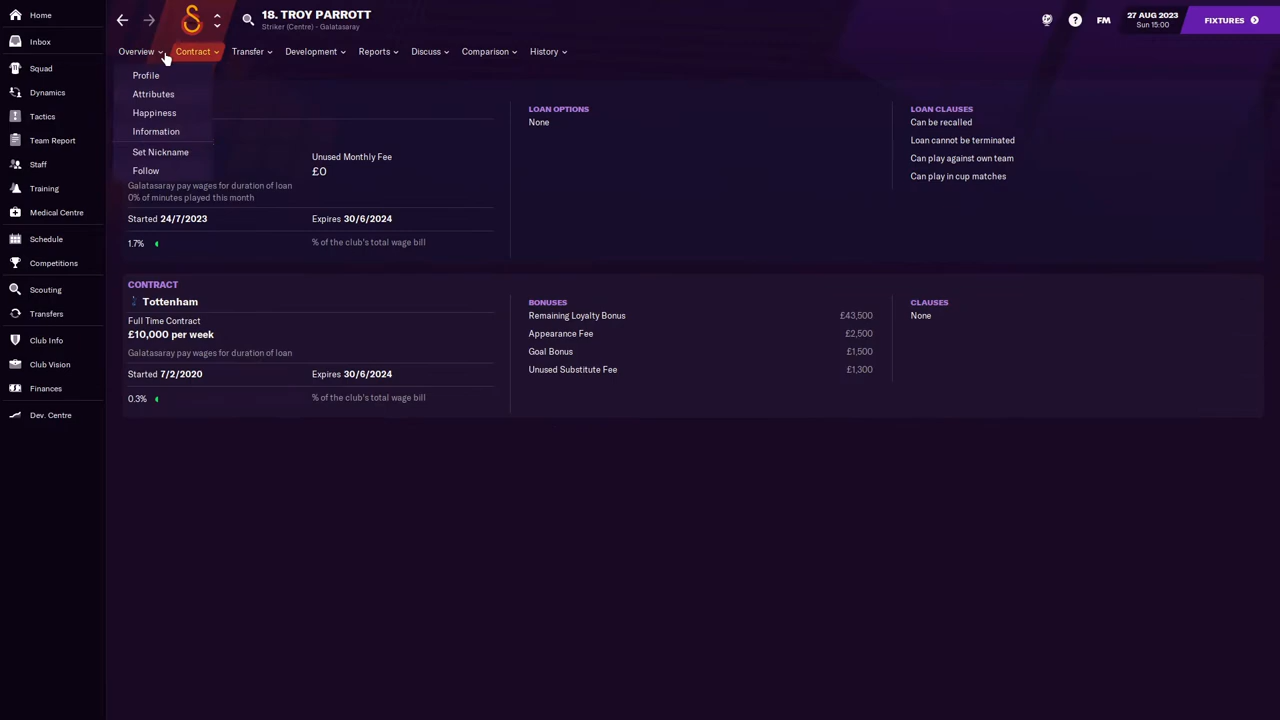 Home
Inbox
Squad
Dynamics
Tactics
Team Report
Staff
Training
Medical Centre
Schedule
Competitions
Scouting
Transfers
Club Info
Club Vision
Finances
Dev. Centre
18. TROY PARROTT
Striker (Centre) - Galatasaray
FM
27 AUG 2023
Sun 15:00
FIXTURES
Overview
Contract
Transfer
Development
Reports
Discuss
Comparison
History
Profile
Attributes
Happiness
Information
Set Nickname
Follow
Unused Monthly Fee
£0
Galatasaray pay wages for duration of loan
0% of minutes played this month
Started 24/7/2023
Expires 30/6/2024
1.7%
% of the club's total wage bill
LOAN OPTIONS
None
LOAN CLAUSES
Can be recalled
Loan cannot be terminated
Can play against own team
Can play in cup matches
CONTRACT
Tottenham
Full Time Contract
£10,000 per week
Galatasaray pay wages for duration of loan
Started 7/2/2020
Expires 30/6/2024
0.3%
% of the club's total wage bill
BONUSES
Remaining Loyalty Bonus £43,500
Appearance Fee £2,500
Goal Bonus £1,500
Unused Substitute Fee £1,300
CLAUSES
None